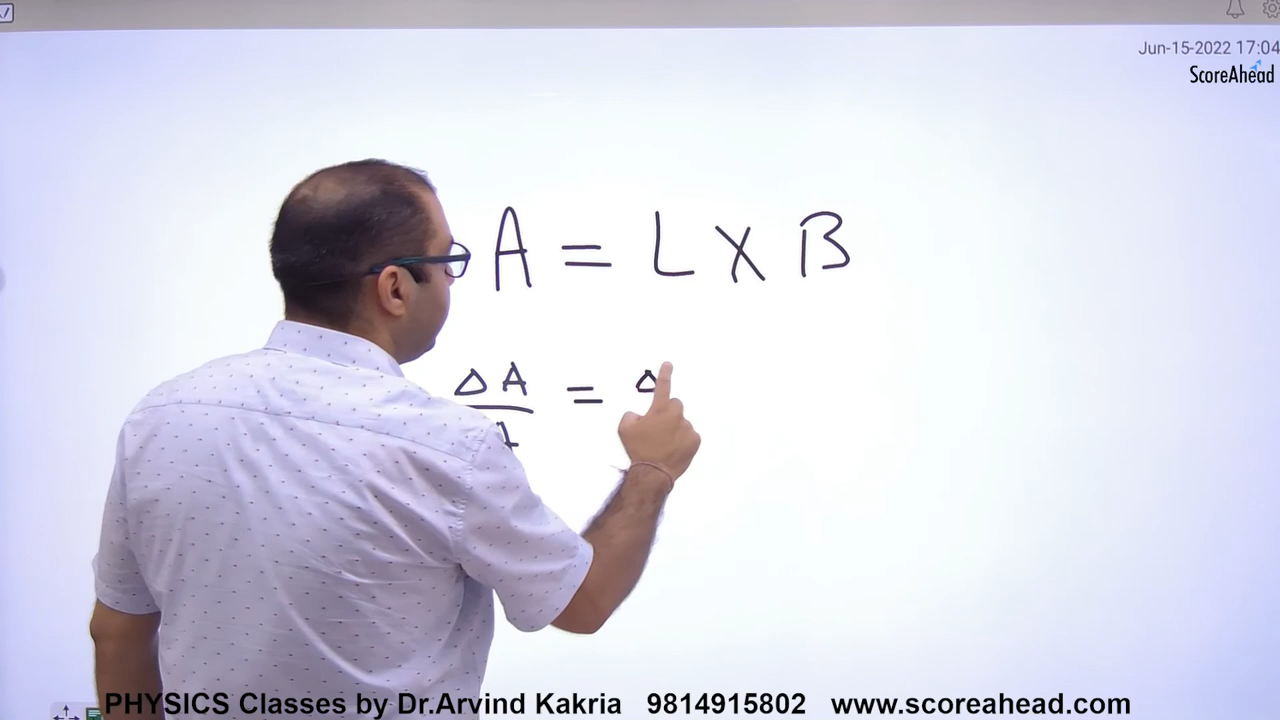 Jun-15-2022 17:04
ScoreAhead
A = L X B
ΔA = Δ
PHYSICS Classes by Dr.Arvind Kakria 9814915802 www.scoreahead.com